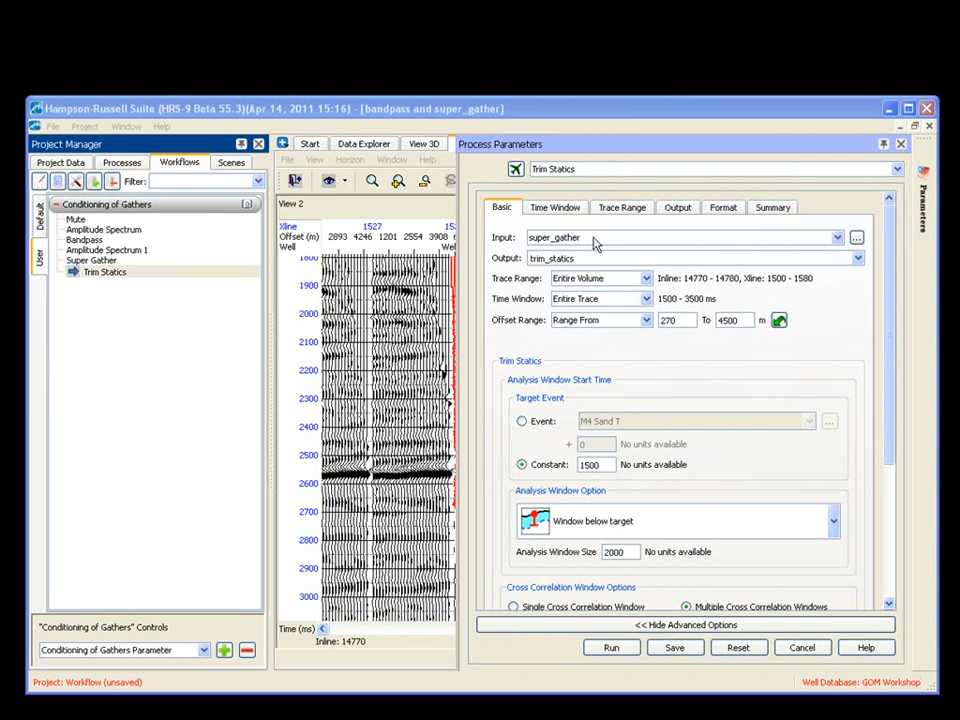 Hampson-Russell Suite (HRS-9 Beta 55.3)(Apr 14, 2011 15:16) - [bandpass and super_gather]
File Project Window Help
Project Manager
Project Data Processes Workflows Scenes
Filter:
Default
User
Conditioning of Gathers
Mute
Amplitude Spectrum
Bandpass
Amplitude Spectrum 1
Super Gather
Trim Statics
"Conditioning of Gathers" Controls
Conditioning of Gathers Parameter
Project: Workflow (unsaved)
Start Data Explorer View 3D
File View Horizon Window Help
View 2
Xline 1527 1528
Offset (m) 2893 4246 1201 2554 3908
Well Well
1800
1900
2000
2100
2200
2300
2400
2500
2600
2700
2800
2900
3000
Time (ms)
Inline: 14770
Process Parameters
Trim Statics
Basic Time Window Trace Range Output Format Summary
Input: super_gather ...
Output: trim_statics
Trace Range: Entire Volume Inline: 14770 - 14780, Xline: 1500 - 1580
Time Window: Entire Trace 1500 - 3500 ms
Offset Range: Range From 270 To 4500 m
Trim Statics
Analysis Window Start Time
Target Event
Event: M4 Sand T ...
+ 0 No units available
Constant: 1500 No units available
Analysis Window Option
Window below target
Analysis Window Size 2000 No units available
Cross Correlation Window Options
Single Cross Correlation Window Multiple Cross Correlation Windows
<< Hide Advanced Options
Run Save Reset Cancel Help
Parameters
Well Database: GOM Workshop